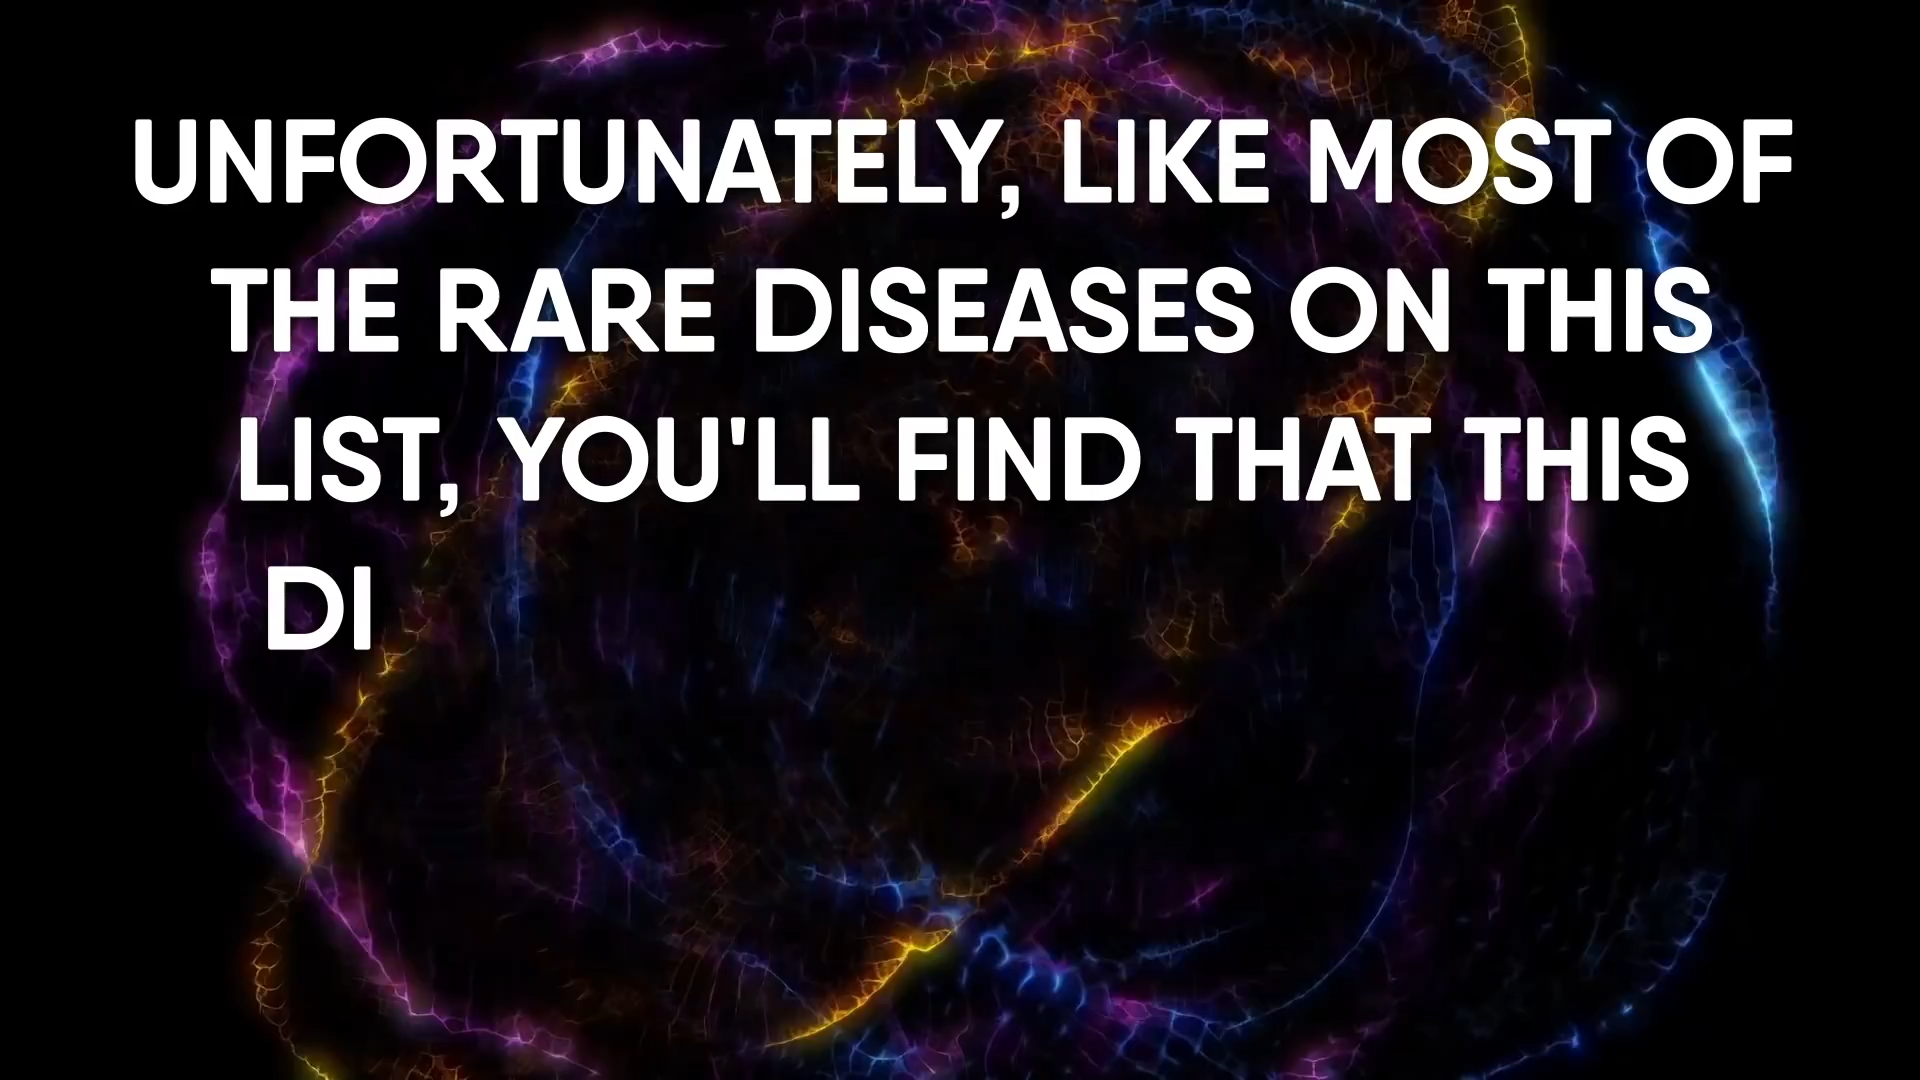 UNFORTUNATELY, LIKE MOST OF
THE RARE DISEASES ON THIS
LIST, YOU'LL FIND THAT THIS
DI